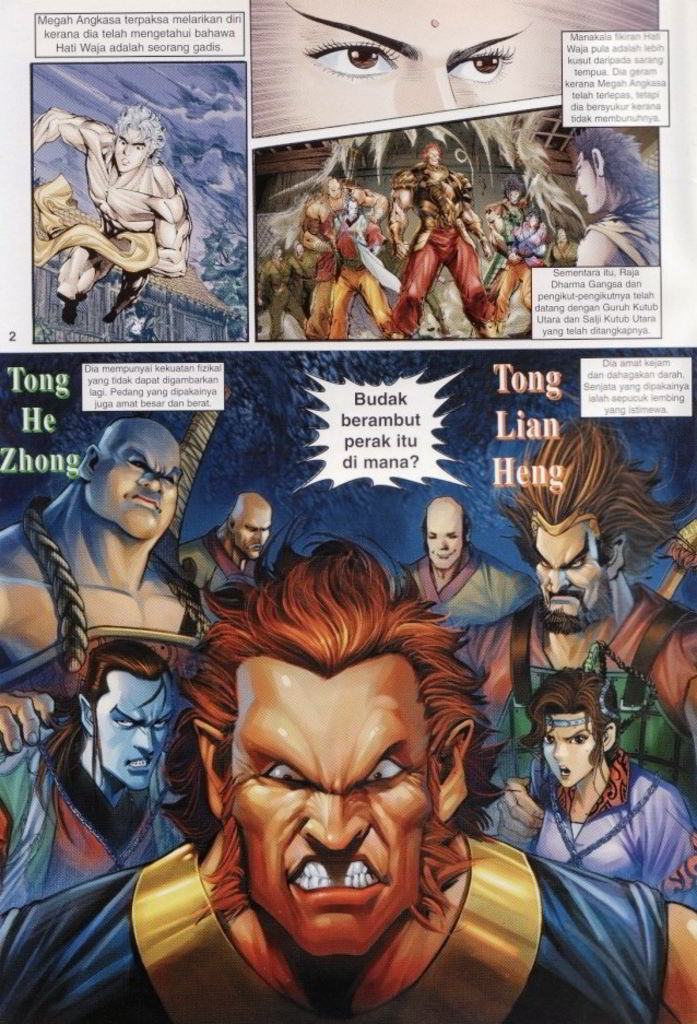 Megah Angkasa terpaksa melarikan diri
kerana dia telah mengetahui bahawa
Hati Waja adalah seorang gadis.
Manakala fikiran Hati
Waja pula adalah lebih
kusut daripada sarang
tempua. Dia geram
kerana Megah Angkasa
telah terlepas, tetapi
dia bersyukur kerana
tidak membunuhnya.
Sementara itu, Raja
Dharma Gangsa dan
pengikut-pengikutnya telah
datang dengan Guruh Kutub
Utara dan Salji Kutub Utara
yang telah ditangkapnya.
2
Tong
He
Zhong
Dia mempunyai kekuatan fizikal
yang tidak dapat digambarkan
lagi. Pedang yang dipakainya
juga amat besar dan berat.
Budak
berambut
perak itu
di mana?
Tong
Lian
Heng
Dia amat kejam
dan dahagakan darah.
Senjata yang dipakainya
ialah sepucuk lembing
yang istimewa.